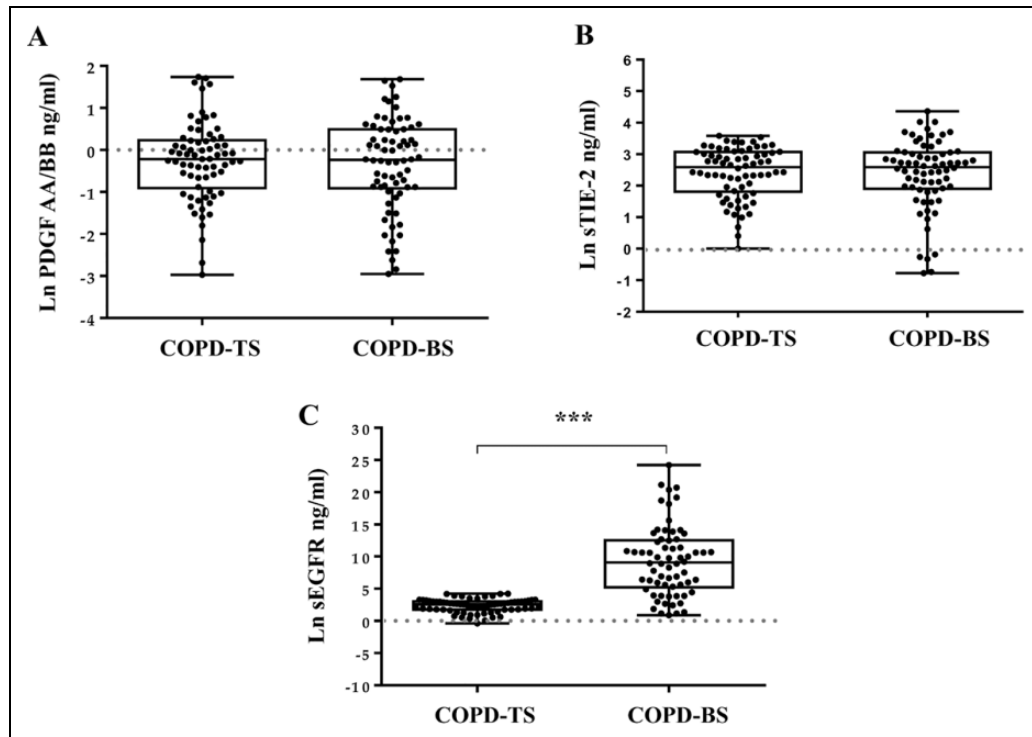 A
Ln PDGF AA/BB ng/ml)
2
1
0
-1
-2
-3
-4
COPD-TS COPD-BS
B
Ln sTIE-2 ng/ml)
6
5
4
3
2
1
0
-1
-2
COPD-TS COPD-BS
C
***
Ln sEGFR ng/ml)
30
25
20
15
10
5
0
-5
-10
COPD-TS COPD-BS